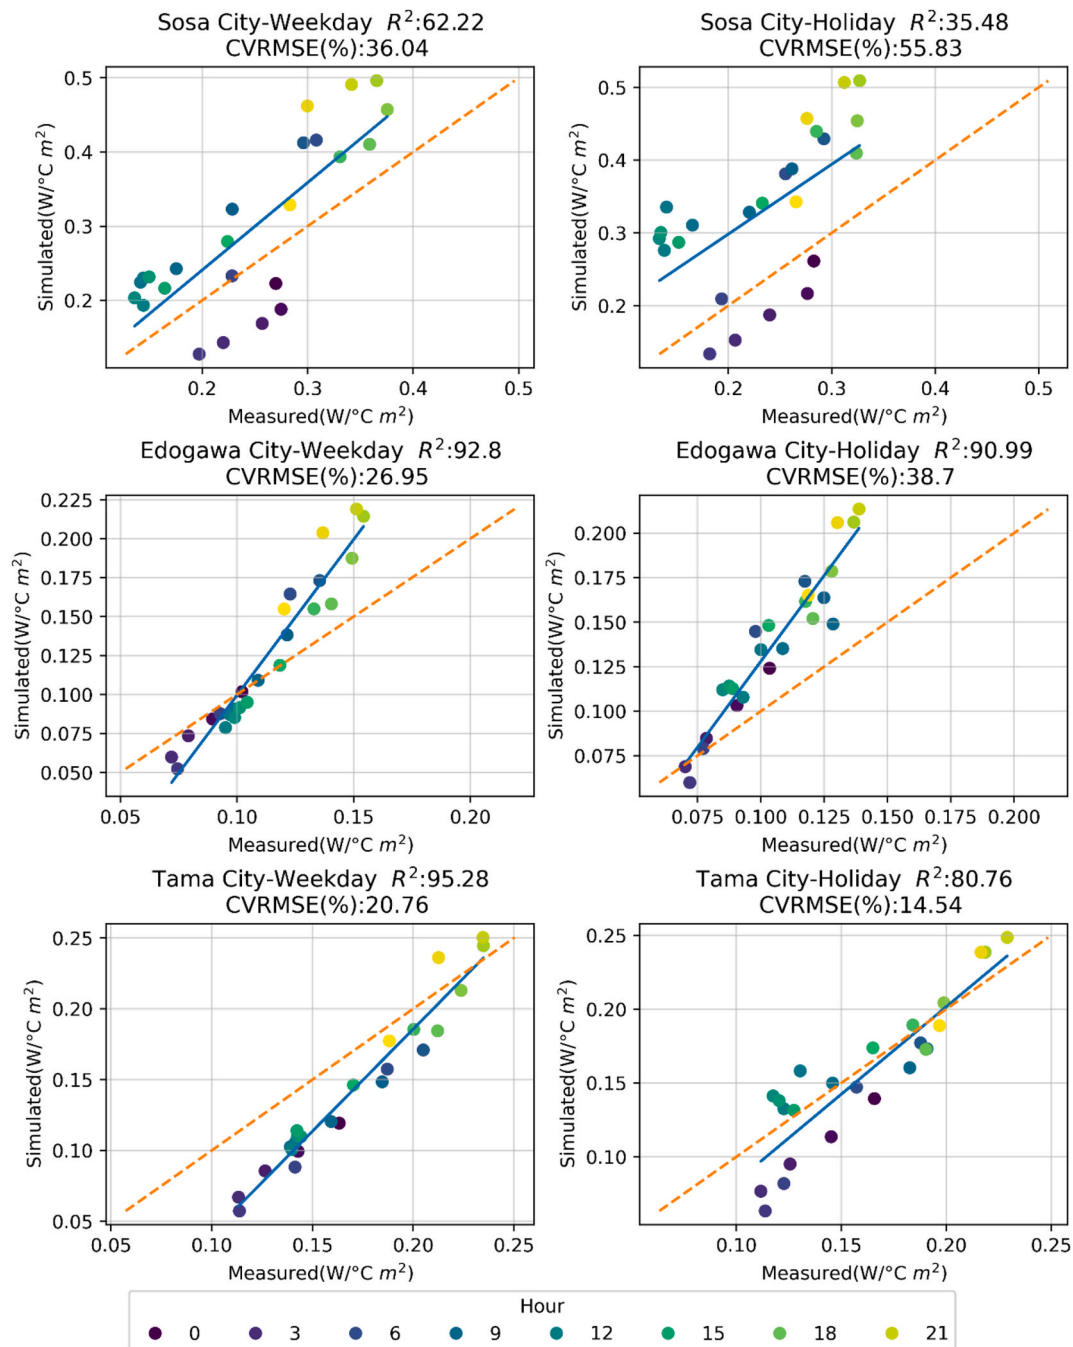 Sosa City-Weekday R²:62.22
CVRMSE(%):36.04
0.5
0.4
0.3
0.2
Simulated(W/°C m²)
0.2 0.3 0.4 0.5
Measured(W/°C m²)
Sosa City-Holiday R²:35.48
CVRMSE(%):55.83
0.5
0.4
0.3
0.2
Simulated(W/°C m²)
0.2 0.3 0.4 0.5
Measured(W/°C m²)
Edogawa City-Weekday R²:92.8
CVRMSE(%):26.95
0.225
0.200
0.175
0.150
0.125
0.100
0.075
0.050
Simulated(W/°C m²)
0.05 0.10 0.15 0.20
Measured(W/°C m²)
Edogawa City-Holiday R²:90.99
CVRMSE(%):38.7
0.200
0.175
0.150
0.125
0.100
0.075
Simulated(W/°C m²)
0.075 0.100 0.125 0.150 0.175 0.200
Measured(W/°C m²)
Tama City-Weekday R²:95.28
CVRMSE(%):20.76
0.25
0.20
0.15
0.10
0.05
Simulated(W/°C m²)
0.05 0.10 0.15 0.20 0.25
Measured(W/°C m²)
Tama City-Holiday R²:80.76
CVRMSE(%):14.54
0.25
0.20
0.15
0.10
Simulated(W/°C m²)
0.10 0.15 0.20 0.25
Measured(W/°C m²)
Hour
0 3 6 9 12 15 18 21